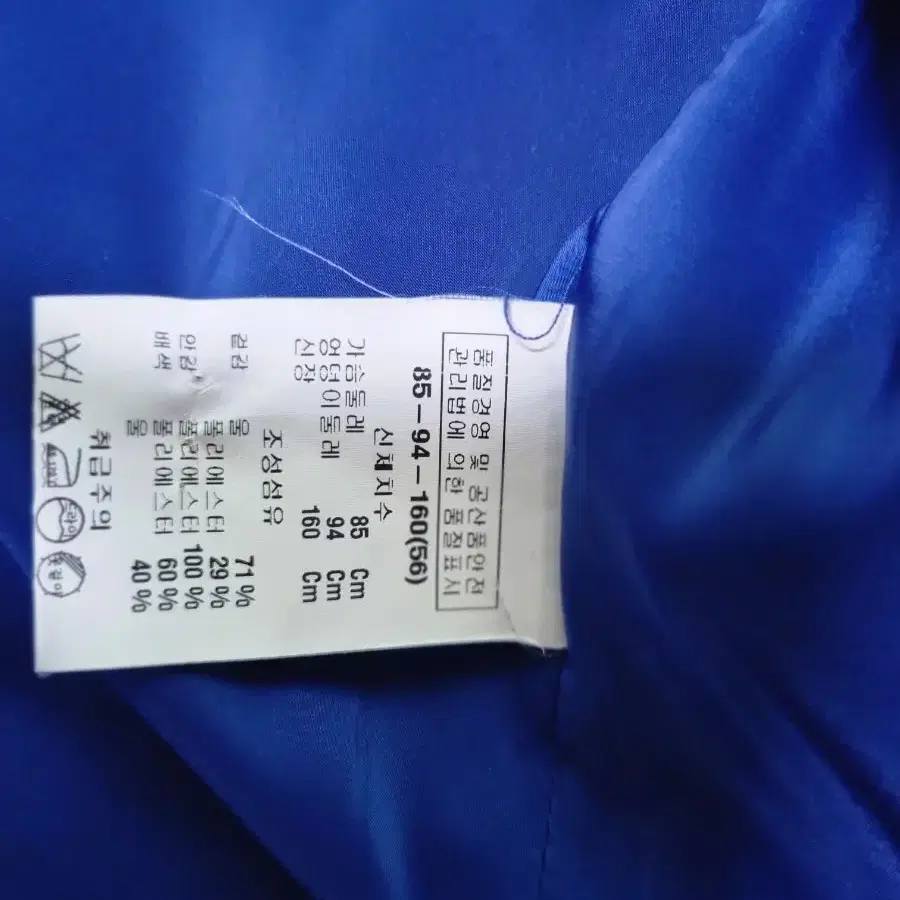 품질경영 및 공산품안전
관리법에 의한 품질표시
85-94-160(56)
신체치수
가슴둘레 85 Cm
엉덩이둘레 94 Cm
신장 160 Cm
조성섬유
겉감 울 71%
폴리에스터 29%
안감 폴리에스터 100%
배색 폴리에스터 60%
울 40%
취급주의
드라이